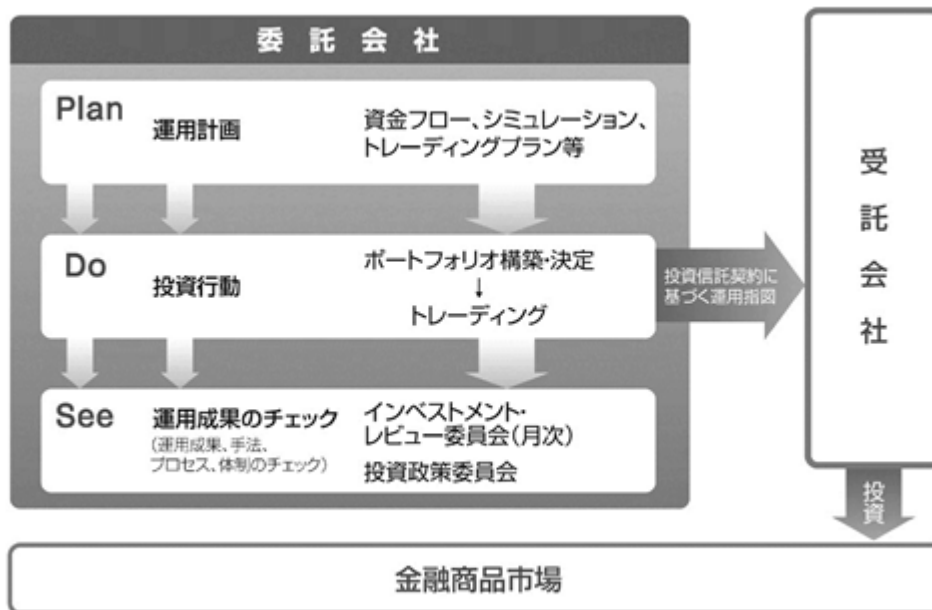 委託会社
Plan
運用計画
資金フロー、シミュレーション、
トレーディングプラン等
Do
投資行動
ポートフォリオ構築・決定
↓
トレーディング
投資信託契約に
基づく運用指図
See
運用成果のチェック
(運用成果、手法、
プロセス、体制のチェック)
インベストメント・
レビュー委員会(月次)
投資政策委員会
受託会社
投資
金融商品市場